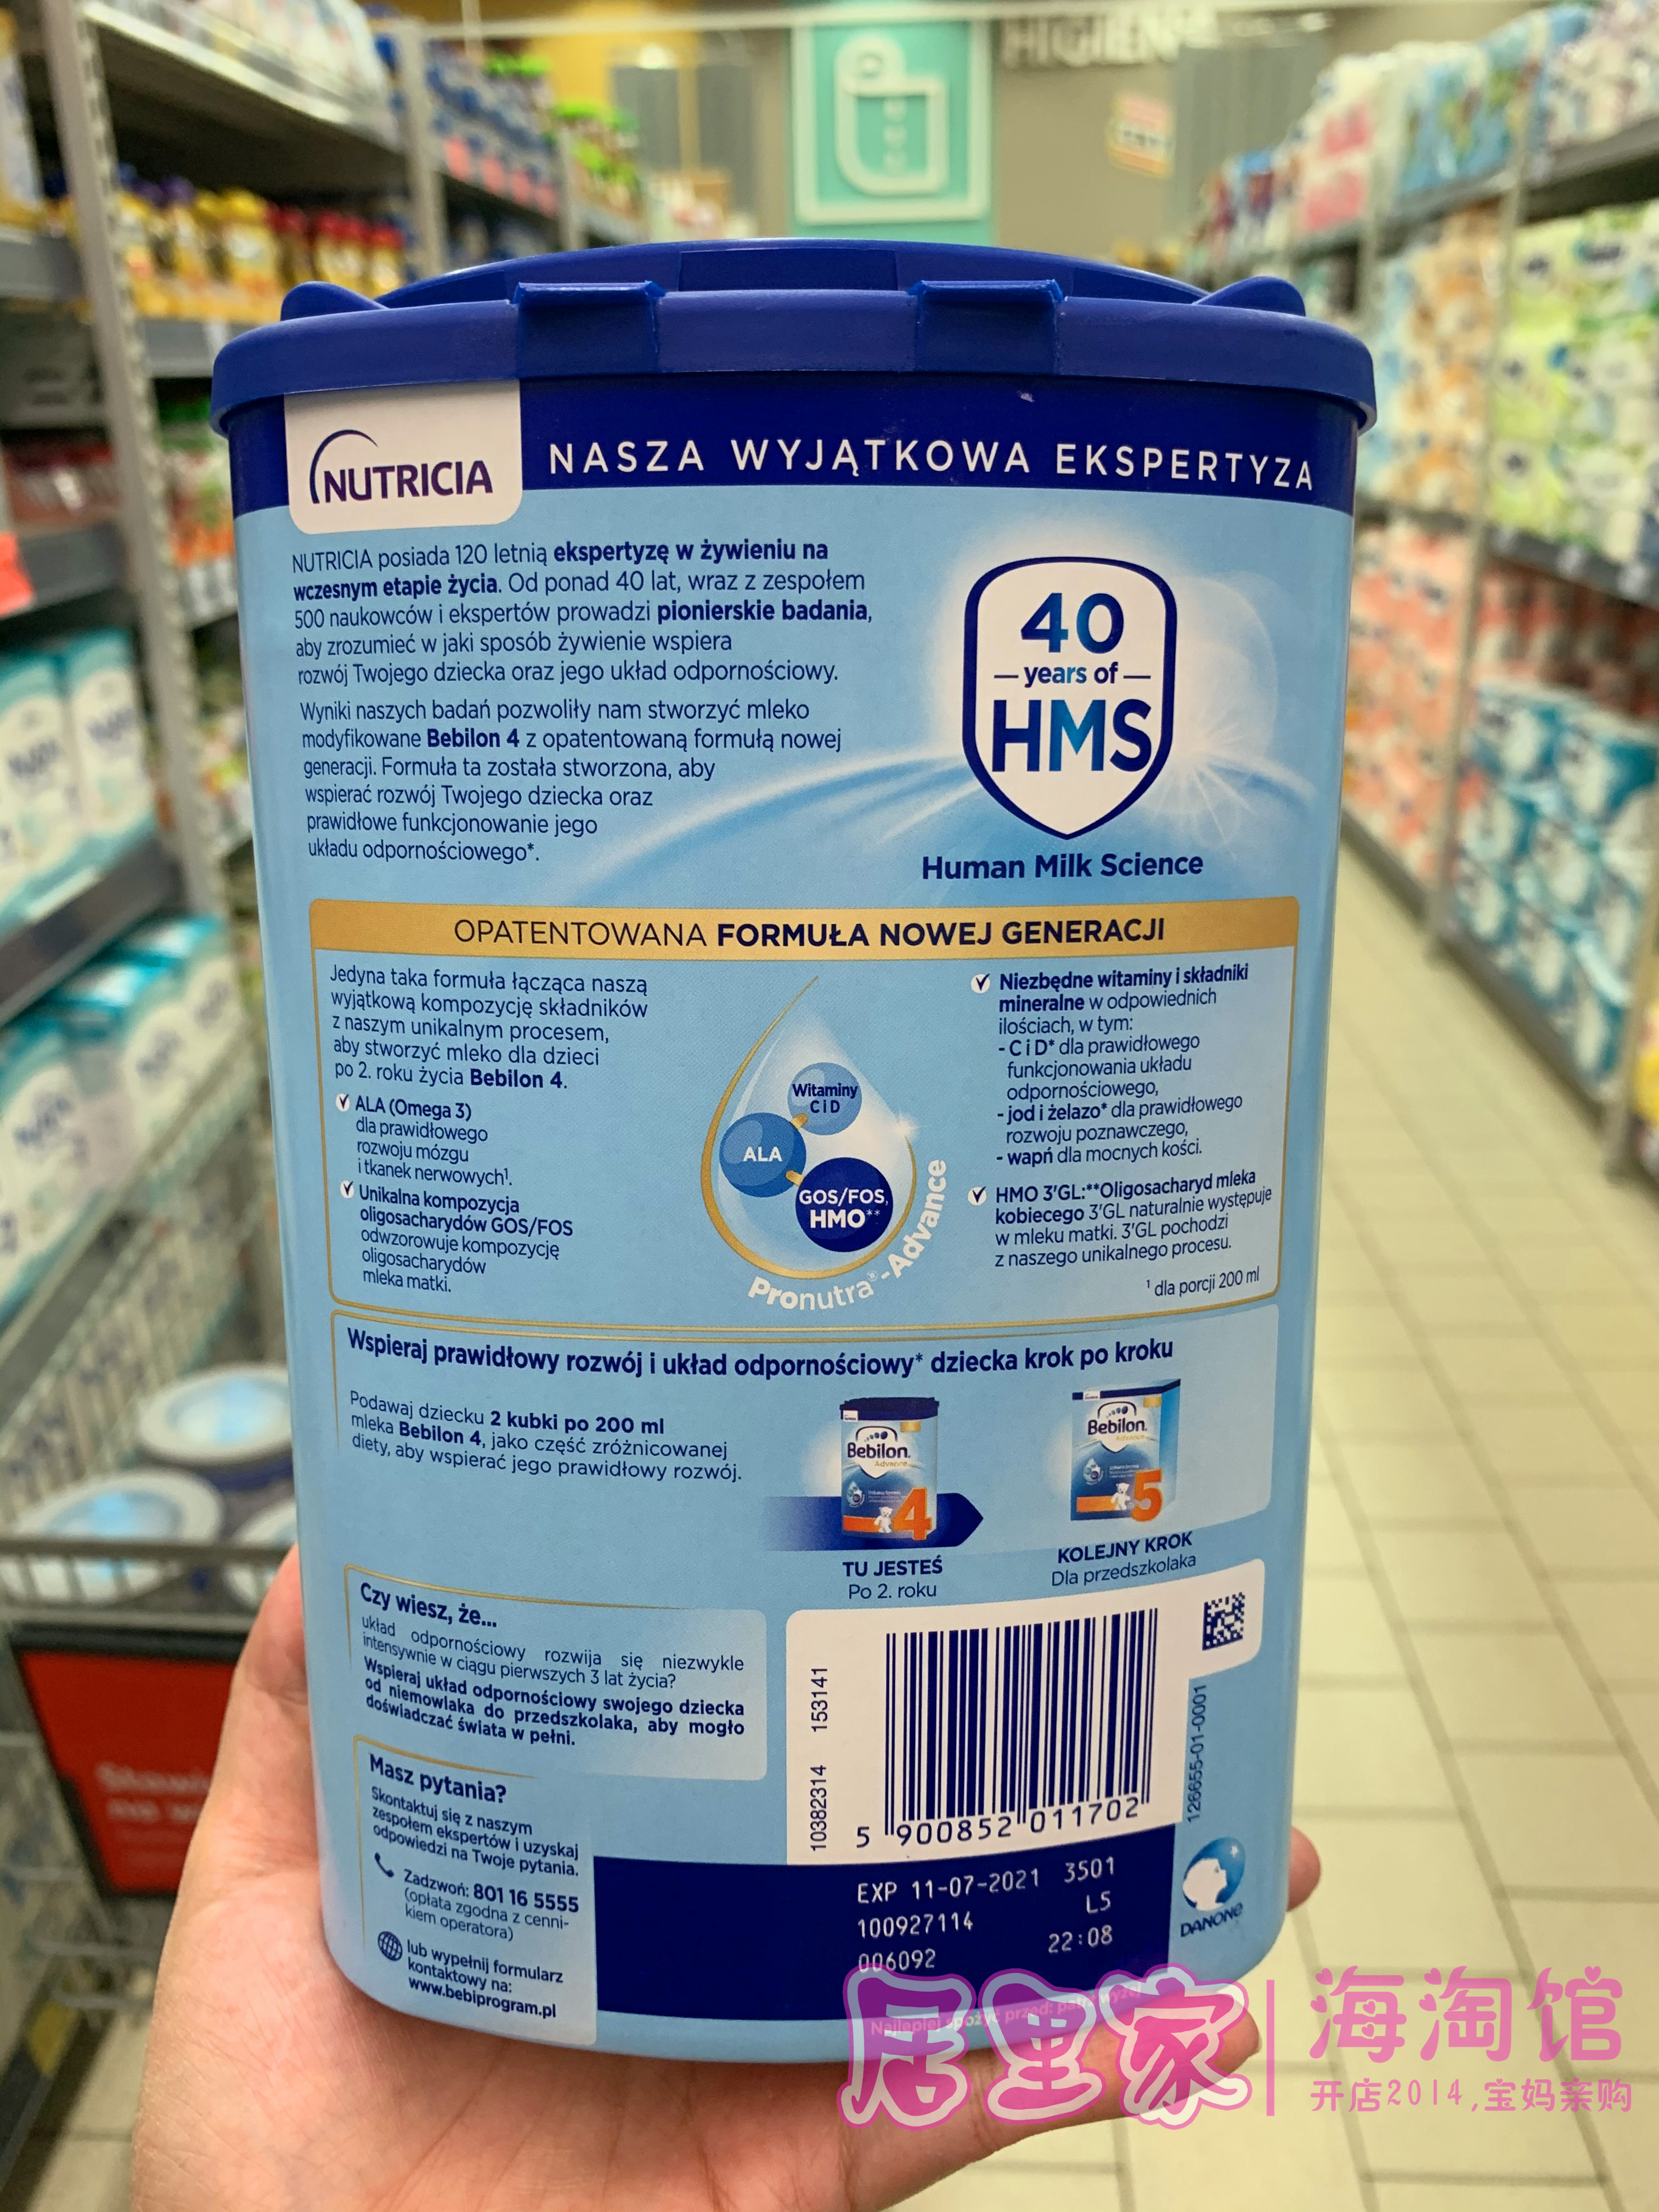 HIGIEN
NUTRICIA
NASZA WYJĄTKOWA EKSPERTYZA
NUTRICIA posiada 120 letnią ekspertyzę w żywieniu na
wczesnym etapie życia. Od ponad 40 lat, wraz z zespołem
500 naukowców i ekspertów prowadzi pionierskie badania,
aby zrozumieć w jaki sposób żywienie wspiera
rozwój Twojego dziecka oraz jego układ odpornościowy.
Wyniki naszych badań pozwoliły nam stworzyć mleko
modyfikowane Bebilon 4 z opatentowaną formułą nowej
generacji. Formuła ta została stworzona, aby
wspierać rozwój Twojego dziecka oraz
prawidłowe funkcjonowanie jego
układu odpornościowego*.
40
years of
HMS
Human Milk Science
OPATENTOWANA FORMUŁA NOWEJ GENERACJI
Jedyna taka formuła łącząca naszą
wyjątkową kompozycję składników
z naszym unikalnym procesem,
aby stworzyć mleko dla dzieci
po 2. roku życia Bebilon 4.
ALA (Omega 3)
dla prawidłowego
rozwoju mózgu
i tkanek nerwowych¹.
Unikalna kompozycja
oligosacharydów GOS/FOS
odwzorowuje kompozycję
oligosacharydów
mleka matki.
Witaminy
C i D
ALA
GOS/FOS,
HMO**
Pronutra®-Advance
Niezbędne witaminy i składniki
mineralne w odpowiednich
ilościach, w tym:
- C i D* dla prawidłowego
funkcjonowania układu
odpornościowego,
- jod i żelazo* dla prawidłowego
rozwoju poznawczego,
- wapń dla mocnych kości.
HMO 3'GL:**Oligosacharyd mleka
kobiecego 3'GL naturalnie występuje
w mleku matki. 3'GL pochodzi
z naszego unikalnego procesu.
¹ dla porcji 200 ml
Wspieraj prawidłowy rozwój i układ odpornościowy* dziecka krok po kroku
Podawaj dziecku 2 kubki po 200 ml
mleka Bebilon 4, jako część zróżnicowanej
diety, aby wspierać jego prawidłowy rozwój.
Bebilon
Advance
4
Bebilon
Advance
5
TU JESTEŚ
Po 2. roku
KOLEJNY KROK
Dla przedszkolaka
Czy wiesz, że...
układ odpornościowy rozwija się niezwykle
intensywnie w ciągu pierwszych 3 lat życia?
Wspieraj układ odpornościowy swojego dziecka
od niemowlaka do przedszkolaka, aby mogło
doświadczać świata w pełni.
Masz pytania?
Skontaktuj się z naszym
zespołem ekspertów i uzyskaj
odpowiedzi na Twoje pytania.
Zadzwoń: 801 16 5555
(opłata zgodna z cenni-
kiem operatora)
lub wypełnij formularz
kontaktowy na:
www.bebiprogram.pl
10382314 153141
5 900852 011702
126655-01-0001
DANONE
EXP 11-07-2021 3501
100927114 L5
006092 22:08
Najlepiej spożyć przed: patrz wyżej
居里家
海淘馆
开店2014,宝妈亲购